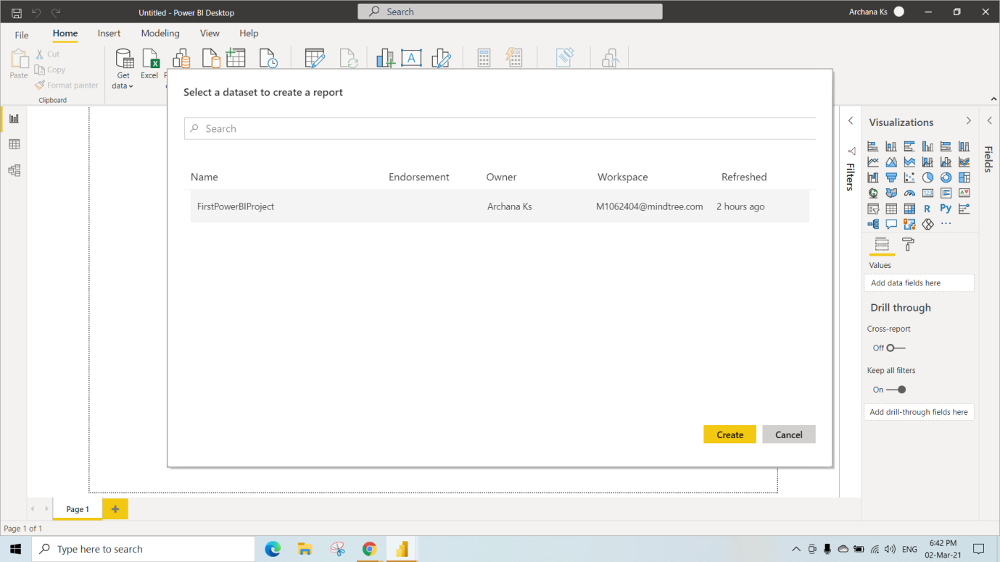 Untitled - Power BI Desktop
Search
Archana Ks
File
Home
Insert
Modeling
View
Help
Paste
Cut
Copy
Format painter
Clipboard
Get
data
Excel
Select a dataset to create a report
Search
Name Endorsement Owner Workspace Refreshed
FirstPowerBIProject Archana Ks M1062404@mindtree.com 2 hours ago
Create
Cancel
Filters
Visualizations
123
R
Py
...
Values
Add data fields here
Drill through
Cross-report
Off
Keep all filters
On
Add drill-through fields here
Fields
Page 1
Page 1 of 1
Type here to search
ENG
6:42 PM
02-Mar-21